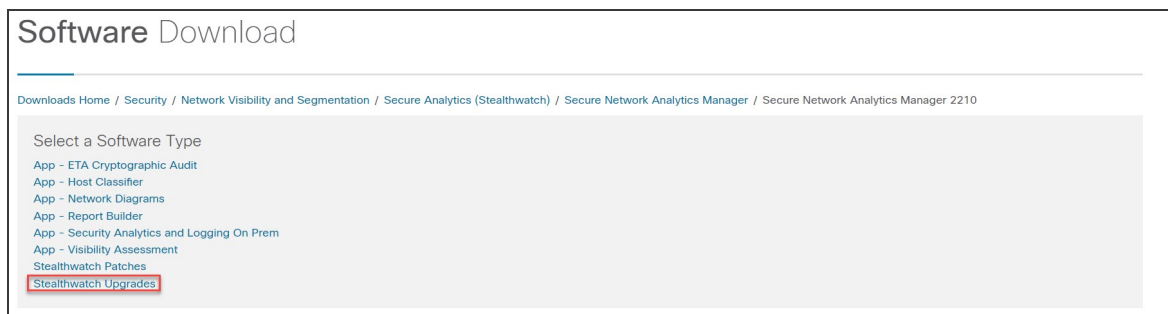 Software Download
Downloads Home / Security / Network Visibility and Segmentation / Secure Analytics (Stealthwatch) / Secure Network Analytics Manager / Secure Network Analytics Manager 2210
Select a Software Type
App - ETA Cryptographic Audit
App - Host Classifier
App - Network Diagrams
App - Report Builder
App - Security Analytics and Logging On Prem
App - Visibility Assessment
Stealthwatch Patches
Stealthwatch Upgrades